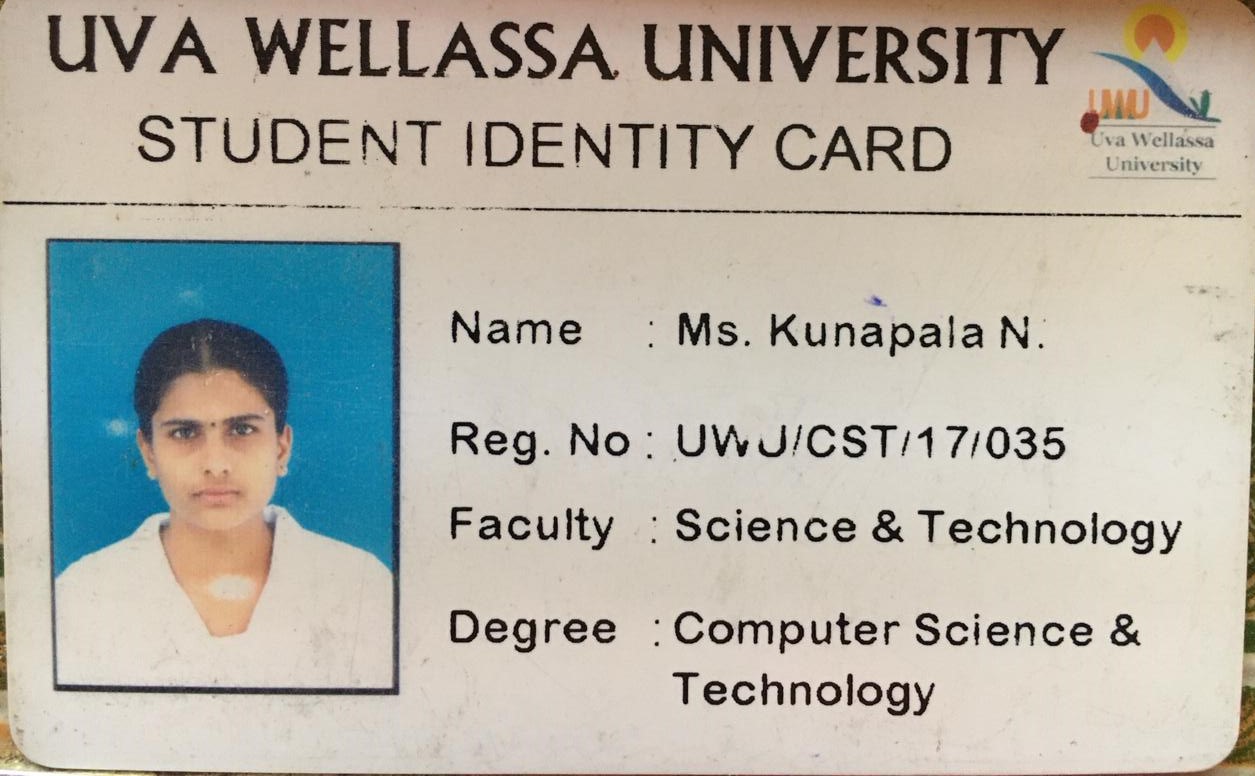 UVA WELLASSA UNIVERSITY
STUDENT IDENTITY CARD
UWU
Uva Wellassa
University
Name : Ms. Kunapala N.
Reg. No : UWU/CST/17/035
Faculty : Science & Technology
Degree : Computer Science &
Technology